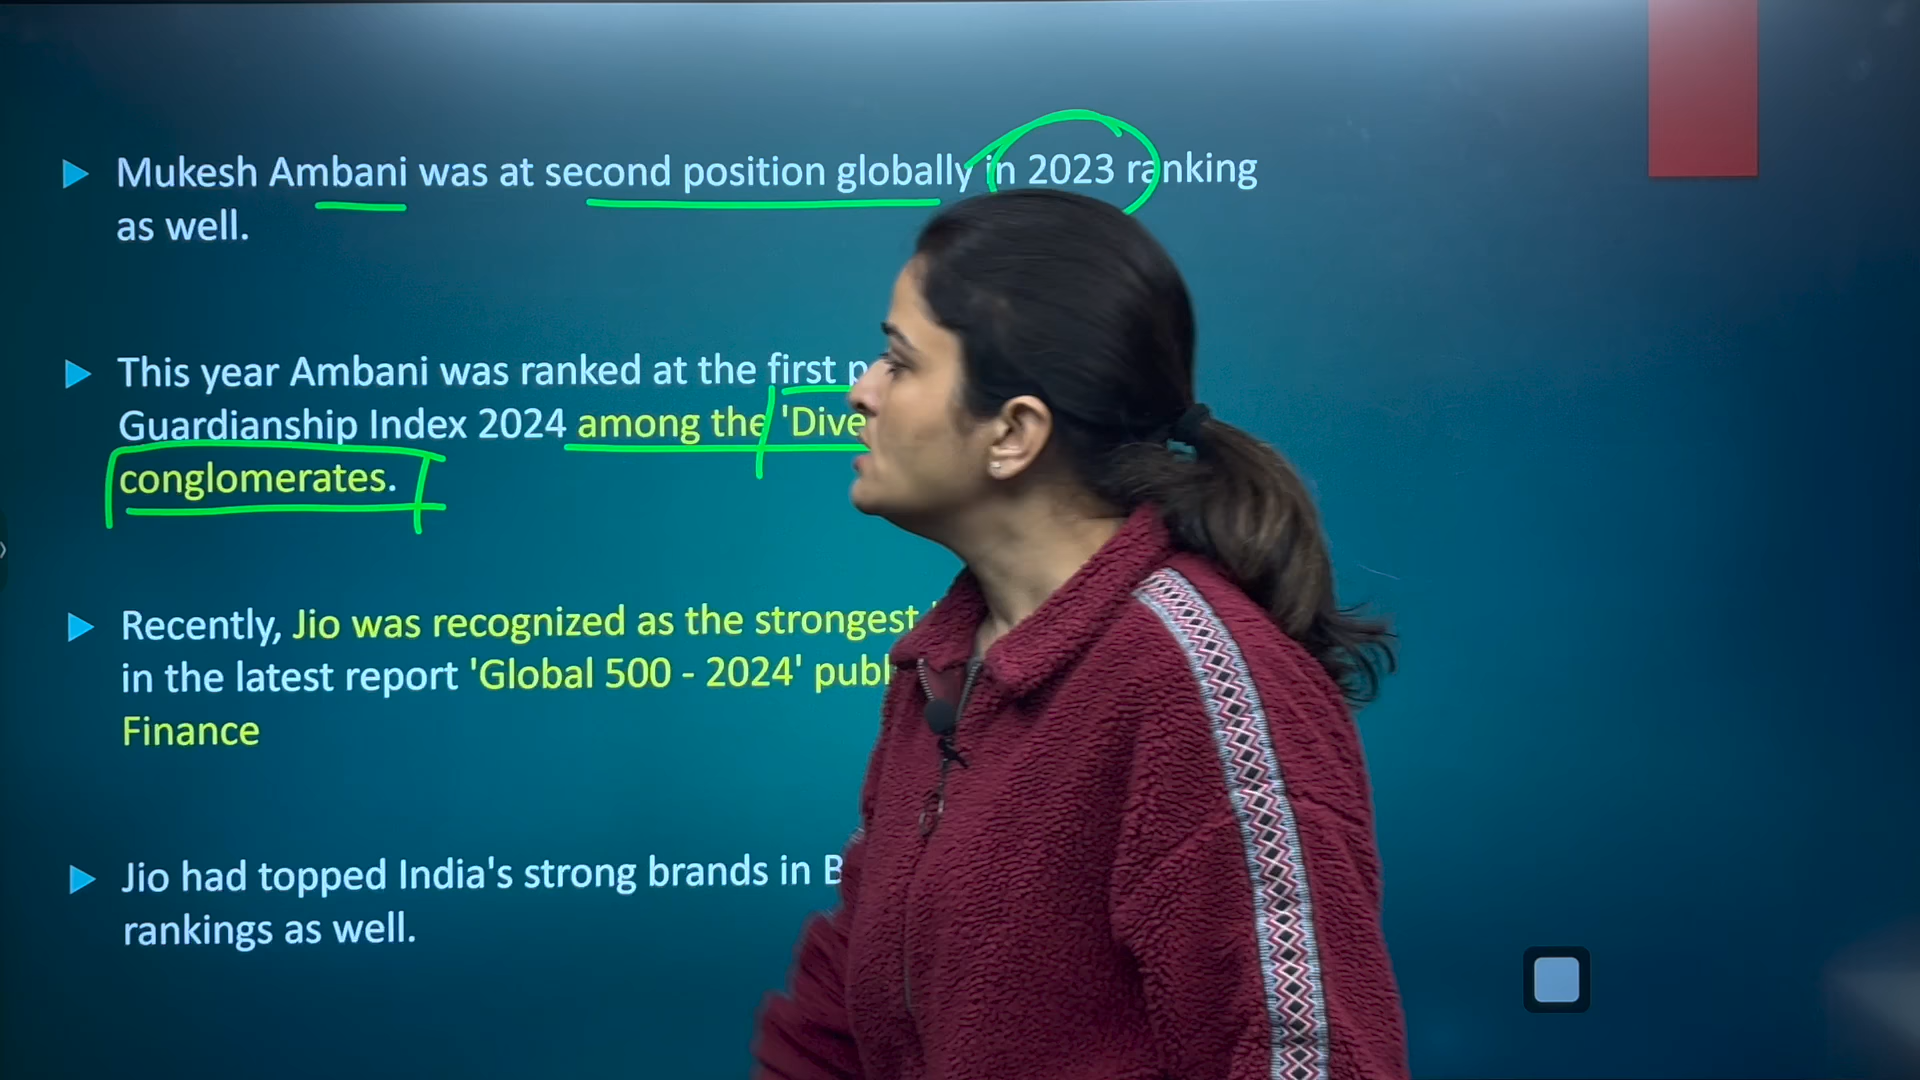 Mukesh Ambani was at second position globally in 2023 ranking
as well.
This year Ambani was ranked at the first
Guardianship Index 2024 among the
conglomerates.
Recently, Jio was recognized as the strongest
in the latest report 'Global 500 - 2024'
Finance
Jio had topped India's strong brands in
rankings as well.